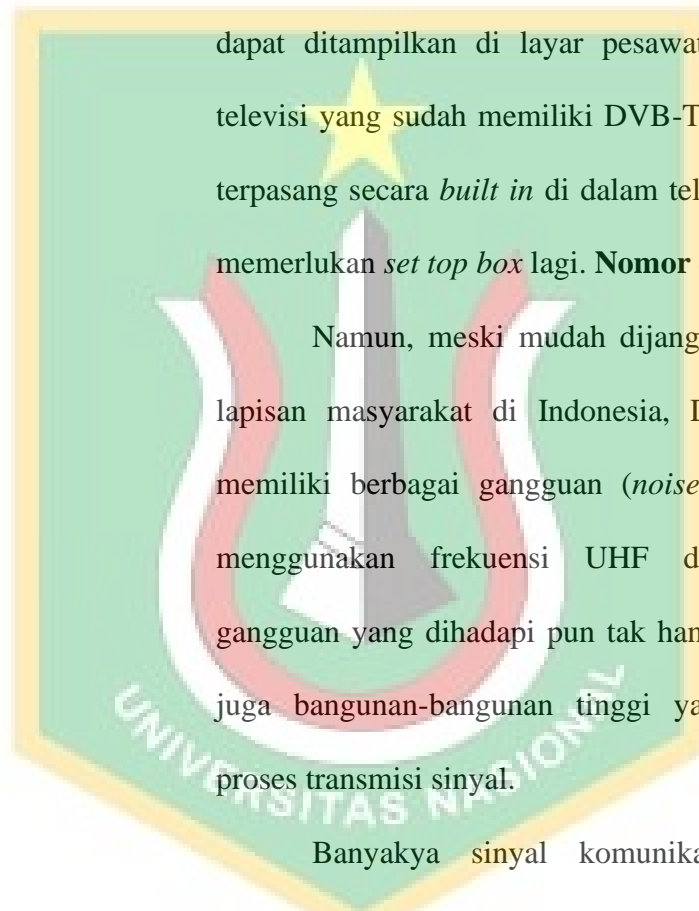 dapat ditampilkan di layar pesawat
televisi yang sudah memiliki DVB-T
terpasang secara built in di dalam tel
memerlukan set top box lagi. Nomor
Namun, meski mudah dijang
lapisan masyarakat di Indonesia, D
memiliki berbagai gangguan (noise
menggunakan frekuensi UHF d
gangguan yang dihadapi pun tak han
juga bangunan-bangunan tinggi ya
proses transmisi sinyal.
Banyakya sinyal komunika
UNIVERSITAS NASIONAL